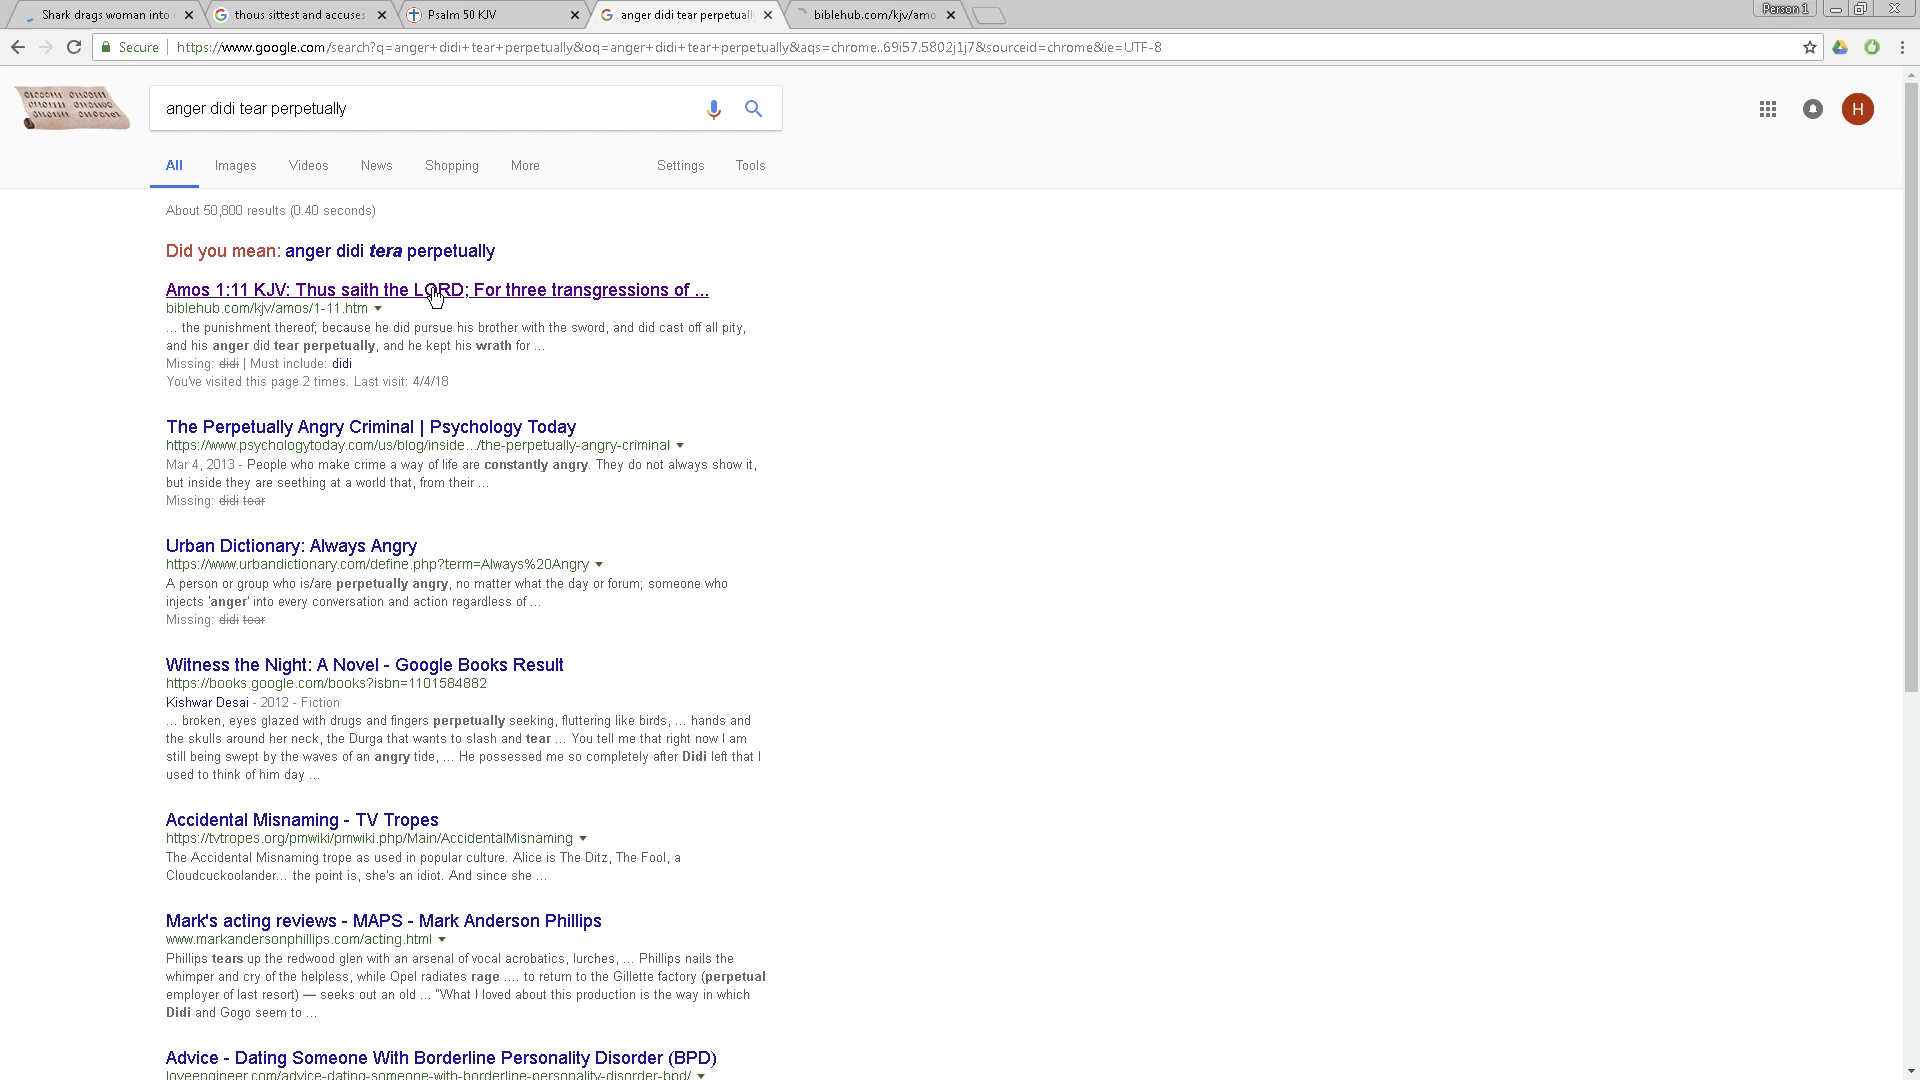 Shark drags woman into
thous sittest and accuses
Psalm 50 KJV
anger didi tear perpetuall
biblehub.com/kjv/amo
Person 1
Secure
https://www.google.com/search?q=anger+didi+tear+perpetually&oq=anger+didi+tear+perpetually&aqs=chrome..69i57.5802j1j7&sourceid=chrome&ie=UTF-8
anger didi tear perpetually
H
All Images Videos News Shopping More Settings Tools
About 50,800 results (0.40 seconds)
Did you mean: anger didi tera perpetually
Amos 1:11 KJV: Thus saith the LORD; For three transgressions of ...
biblehub.com/kjv/amos/1-11.htm
... the punishment thereof; because he did pursue his brother with the sword, and did cast off all pity,
and his anger did tear perpetually, and he kept his wrath for ...
Missing: didi | Must include: didi
You've visited this page 2 times. Last visit: 4/4/18
The Perpetually Angry Criminal | Psychology Today
https://www.psychologytoday.com/us/blog/inside.../the-perpetually-angry-criminal
Mar 4, 2013 - People who make crime a way of life are constantly angry. They do not always show it,
but inside they are seething at a world that, from their ...
Missing: didi tear
Urban Dictionary: Always Angry
https://www.urbandictionary.com/define.php?term=Always%20Angry
A person or group who is/are perpetually angry, no matter what the day or forum; someone who
injects 'anger' into every conversation and action regardless of ...
Missing: didi tear
Witness the Night: A Novel - Google Books Result
https://books.google.com/books?isbn=1101584882
Kishwar Desai - 2012 - Fiction
... broken, eyes glazed with drugs and fingers perpetually seeking, fluttering like birds, ... hands and
the skulls around her neck, the Durga that wants to slash and tear ... You tell me that right now I am
still being swept by the waves of an angry tide, ... He possessed me so completely after Didi left that I
used to think of him day ...
Accidental Misnaming - TV Tropes
https://tvtropes.org/pmwiki/pmwiki.php/Main/AccidentalMisnaming
The Accidental Misnaming trope as used in popular culture. Alice is The Ditz, The Fool, a
Cloudcuckoolander... the point is, she's an idiot. And since she ...
Mark's acting reviews - MAPS - Mark Anderson Phillips
www.markandersonphillips.com/acting.html
Phillips tears up the redwood glen with an arsenal of vocal acrobatics, lurches, ... Phillips nails the
whimper and cry of the helpless, while Opel radiates rage .... to return to the Gillette factory (perpetual
employer of last resort) — seeks out an old ... "What I loved about this production is the way in which
Didi and Gogo seem to ...
Advice - Dating Someone With Borderline Personality Disorder (BPD)
loveengineer.com/advice-dating-someone-with-borderline-personality-disorder-bpd/